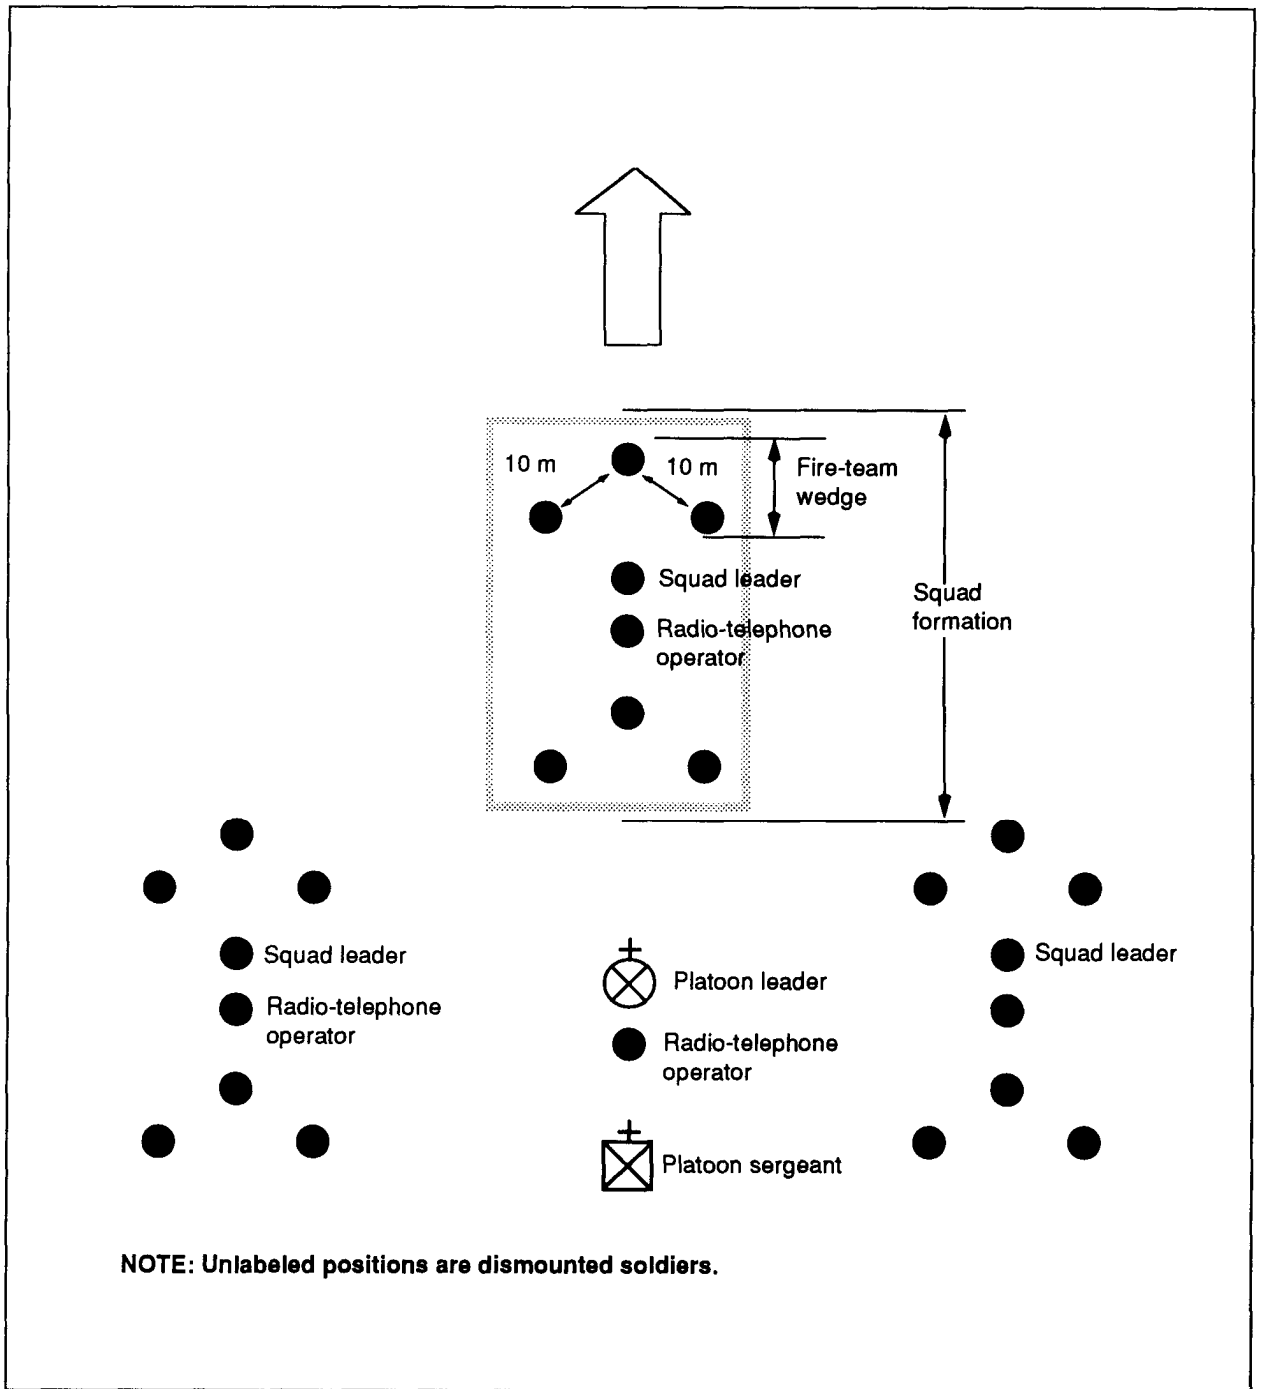 10 m
10 m
Fire-team
wedge
Squad leader
Radio-telephone
operator
Squad
formation
Squad leader
Radio-telephone
operator
Platoon leader
Radio-telephone
operator
Platoon sergeant
Squad leader
NOTE: Unlabeled positions are dismounted soldiers.